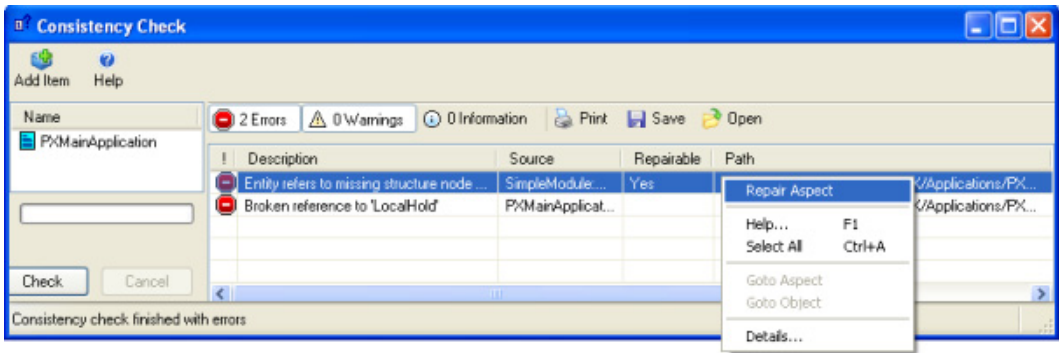 Consistency Check
Add Item Help
Name
PXMainApplication
2 Errors 0 Warnings 0 Information Print Save Open
! Description Source Repairable Path
Entity refers to missing structure node ... SimpleModule:... Yes X/Applications/PX...
Broken reference to 'LocalHold' PXMainApplicat... X/Applications/PX...
Repair Aspect
Help... F1
Select All Ctrl+A
Goto Aspect
Goto Object
Details...
Check Cancel
Consistency check finished with errors